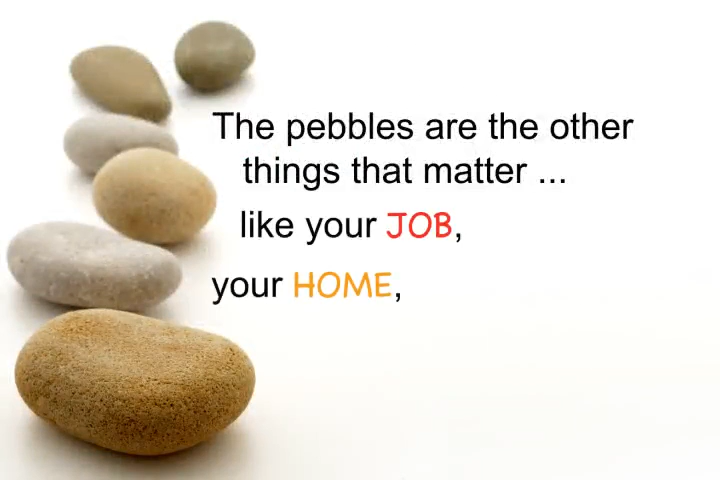 The pebbles are the other
things that matter ...
like your JOB,
your HOME,